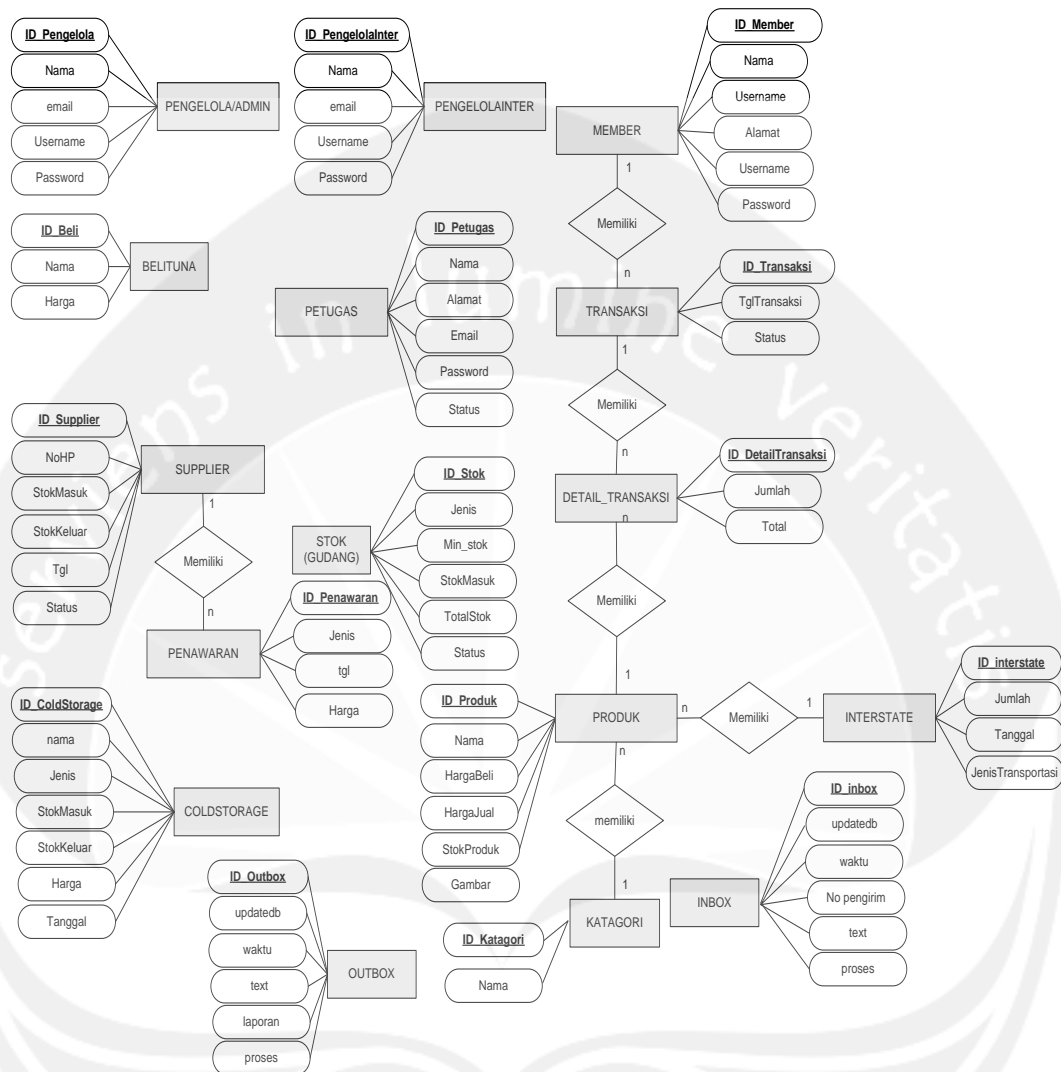 ID_Pengelola
Nama
email
Username
Password
PENGELOLA/ADMIN
ID_PengelolaInter
Nama
email
Username
Password
PENGELOLAINTER
ID_Member
Nama
Username
Alamat
Username
Password
MEMBER
1
Memiliki
n
ID_Beli
Nama
Harga
BELITUNA
ID_Petugas
Nama
Alamat
Email
Password
Status
PETUGAS
TRANSAKSI
ID_Transaksi
TglTransaksi
Status
1
Memiliki
n
ID_Supplier
NoHP
StokMasuk
StokKeluar
Tgl
Status
SUPPLIER
1
Memiliki
n
PENAWARAN
ID_Stok
Jenis
Min_stok
StokMasuk
TotalStok
Status
STOK
(GUDANG)
ID_Penawaran
Jenis
tgl
Harga
DETAIL_TRANSAKSI
n
ID_DetailTransaksi
Jumlah
Total
Memiliki
1
ID_Produk
Nama
HargaBeli
HargaJual
StokProduk
Gambar
PRODUK
n
Memiliki
1
INTERSTATE
ID_interstate
Jumlah
Tanggal
JenisTransportasi
n
memiliki
1
KATAGORI
ID_Katagori
Nama
ID_ColdStorage
nama
Jenis
StokMasuk
StokKeluar
Harga
Tanggal
COLDSTORAGE
ID_Outbox
updatedb
waktu
text
laporan
proses
OUTBOX
ID_inbox
updatedb
waktu
No pengirim
text
proses
INBOX
serviens in lumine veritatis